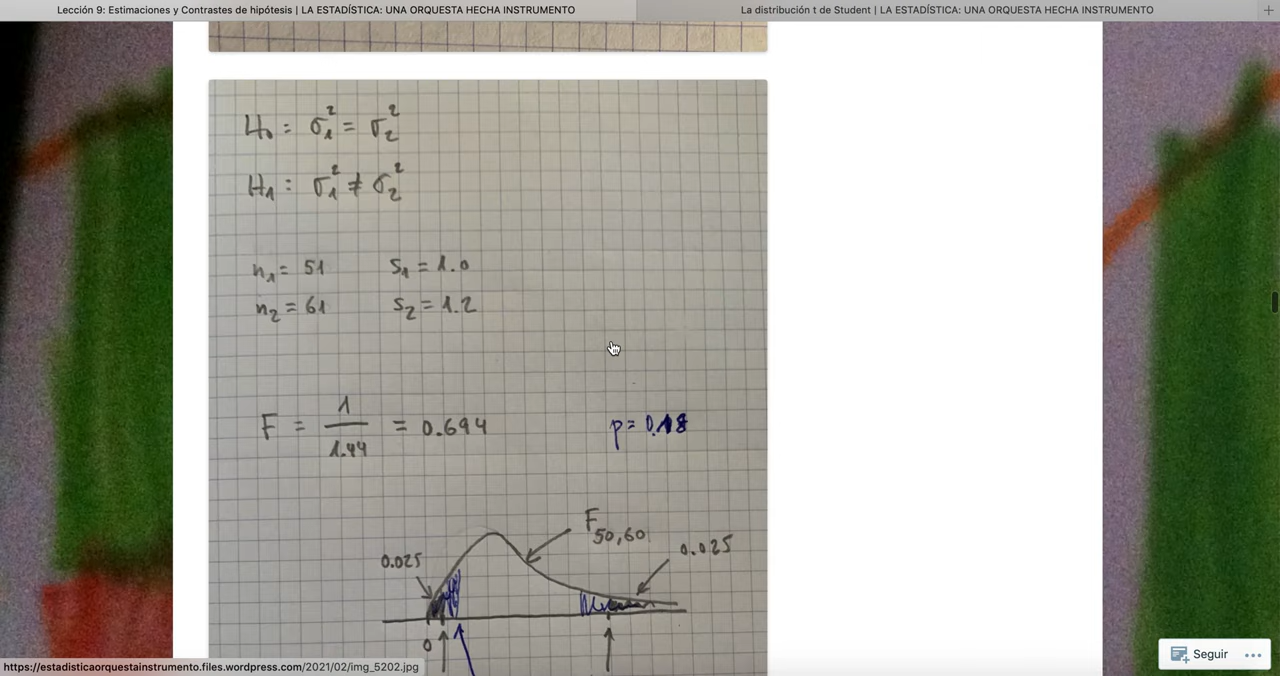 Lección 9: Estimaciones y Contrastes de hipótesis | LA ESTADÍSTICA: UNA ORQUESTA HECHA INSTRUMENTO
La distribución t de Student | LA ESTADÍSTICA: UNA ORQUESTA HECHA INSTRUMENTO
H₀ = σ₁² = σ₂²
H₁ : σ₁² ≠ σ₂²
n₁ = 51 S₁ = 1.0
n₂ = 61 S₂ = 1.2
F = 1/1.44 = 0.694 p = 0.18
F₅₀,₆₀
0.025 0.025
0
https://estadisticaorquestainstrumento.files.wordpress.com/2021/02/img_5202.jpg
Seguir